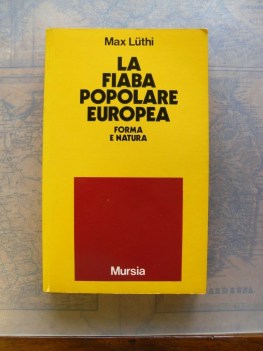 Max Lüthi
LA
FIABA
POPOLARE
EUROPEA
FORMA
E NATURA
Mursia